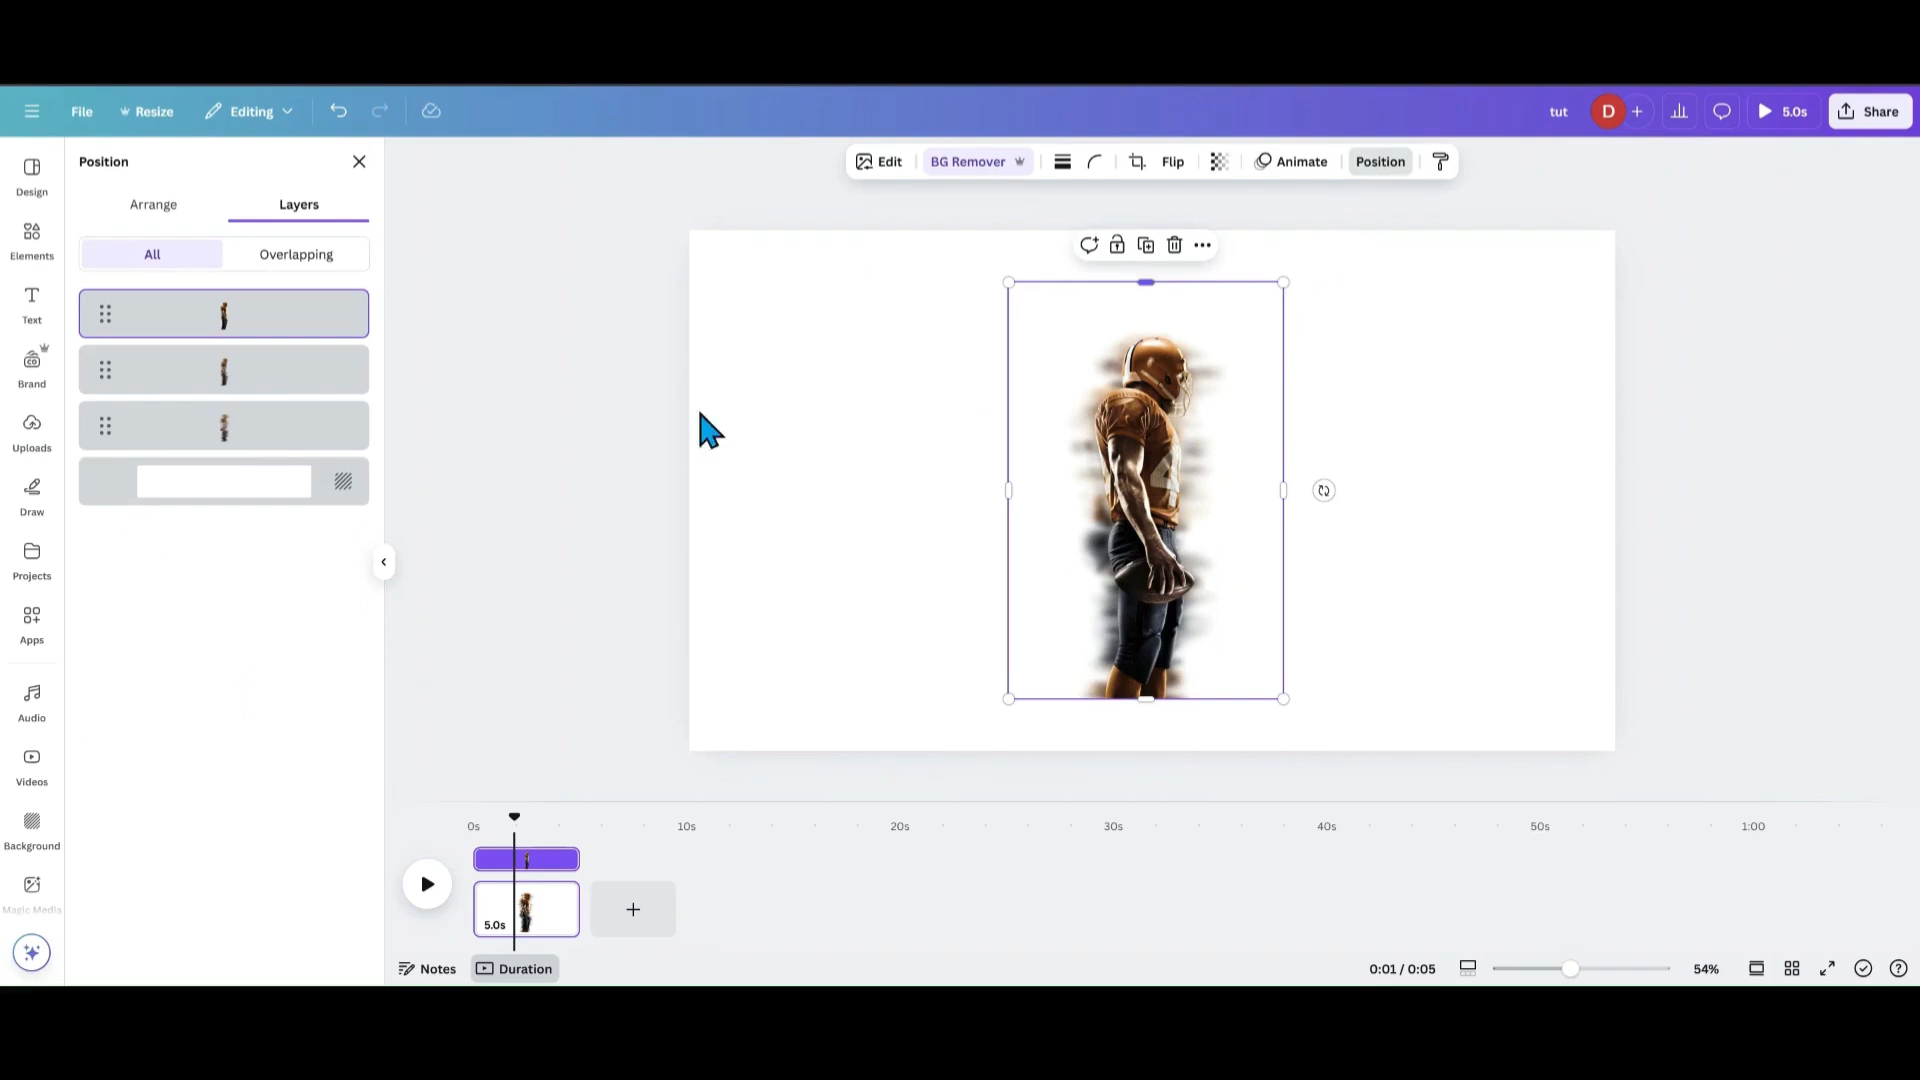 File
Resize
Editing
tut
D
5.0s
Share
Position
Edit
BG Remover
Flip
Animate
Position
Arrange
Layers
All
Overlapping
Design
Elements
Text
Brand
Uploads
Draw
Projects
Apps
Audio
Videos
Background
Magic Media
0s
10s
20s
30s
40s
50s
1:00
5.0s
Notes
Duration
0:01 / 0:05
54%